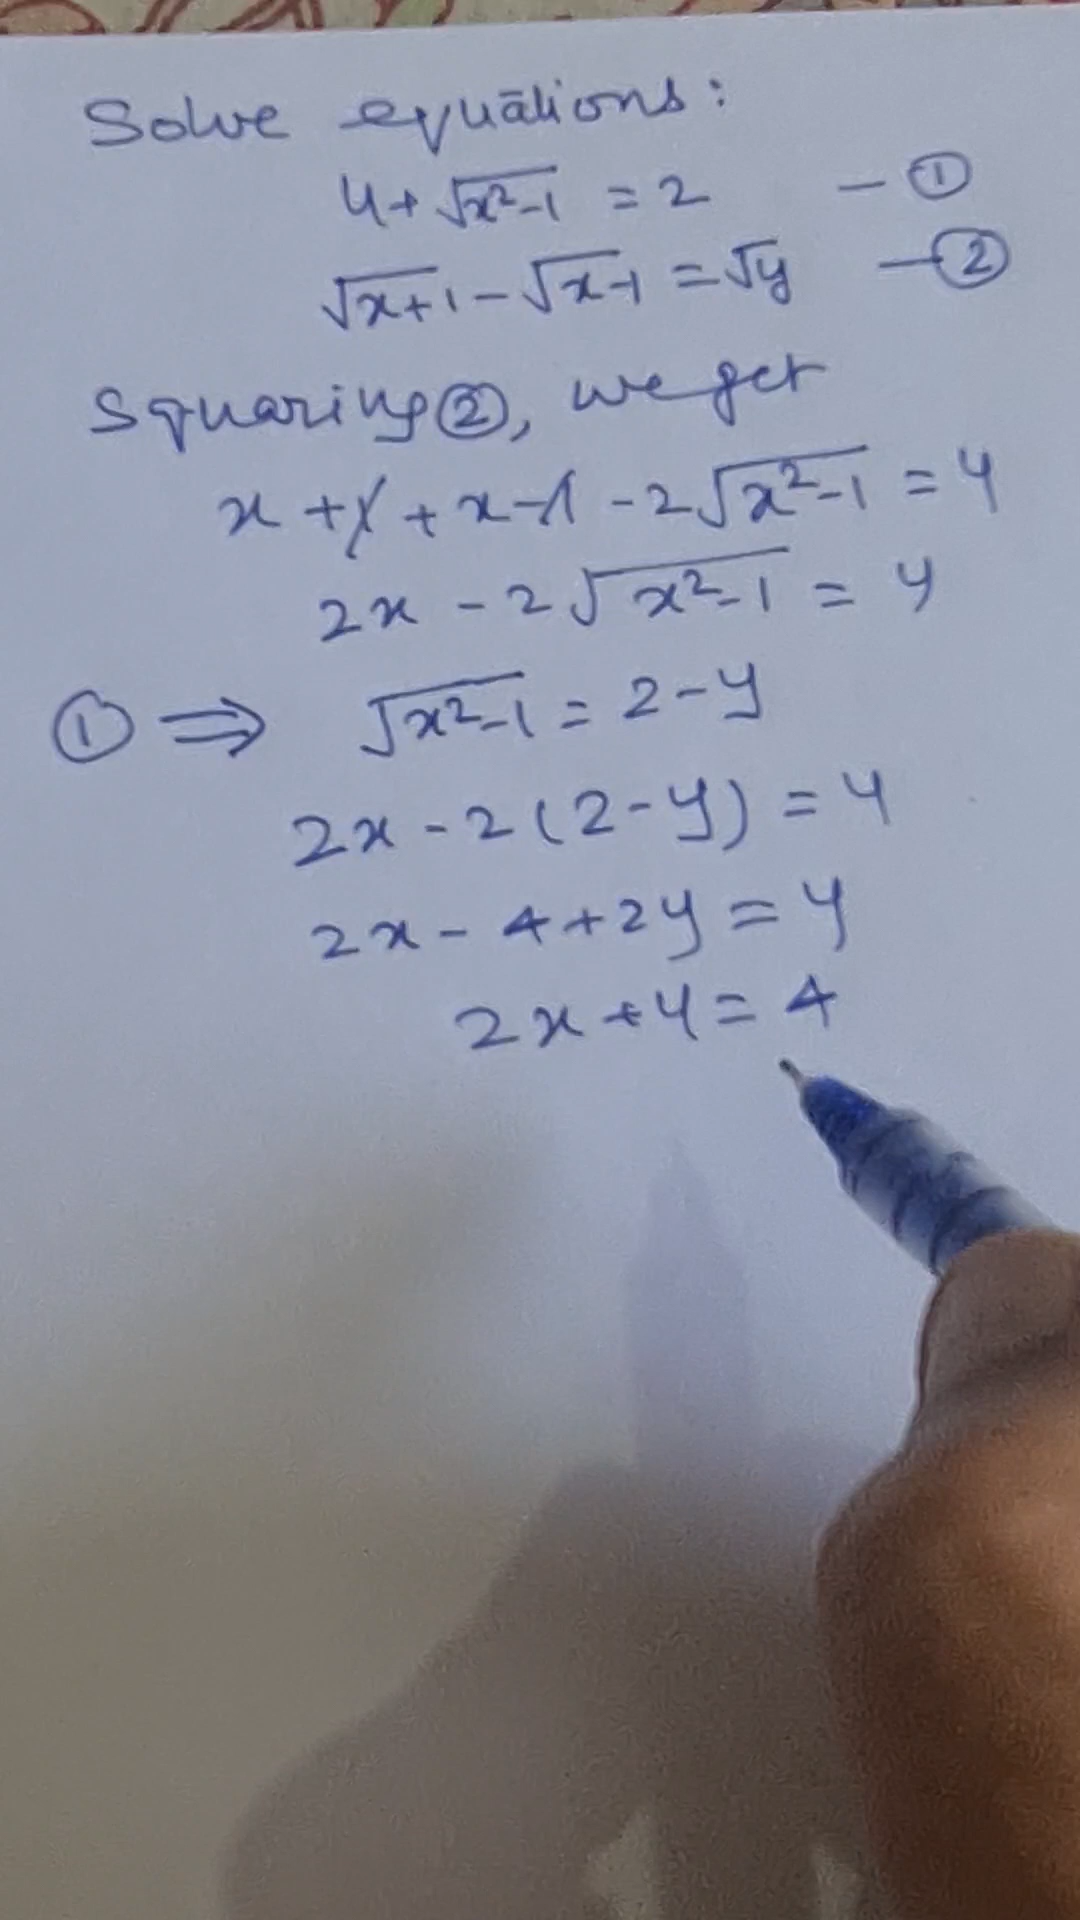 Solve equations:
y + √(x²-1) = 2 — ①
√(x+1) - √(x-1) = √y — ②
Squaring ②, we get
x + 1 + x - 1 - 2√(x²-1) = y
2x - 2√(x²-1) = y
① ⇒ √(x²-1) = 2 - y
2x - 2(2 - y) = y
2x - 4 + 2y = y
2x + y = 4